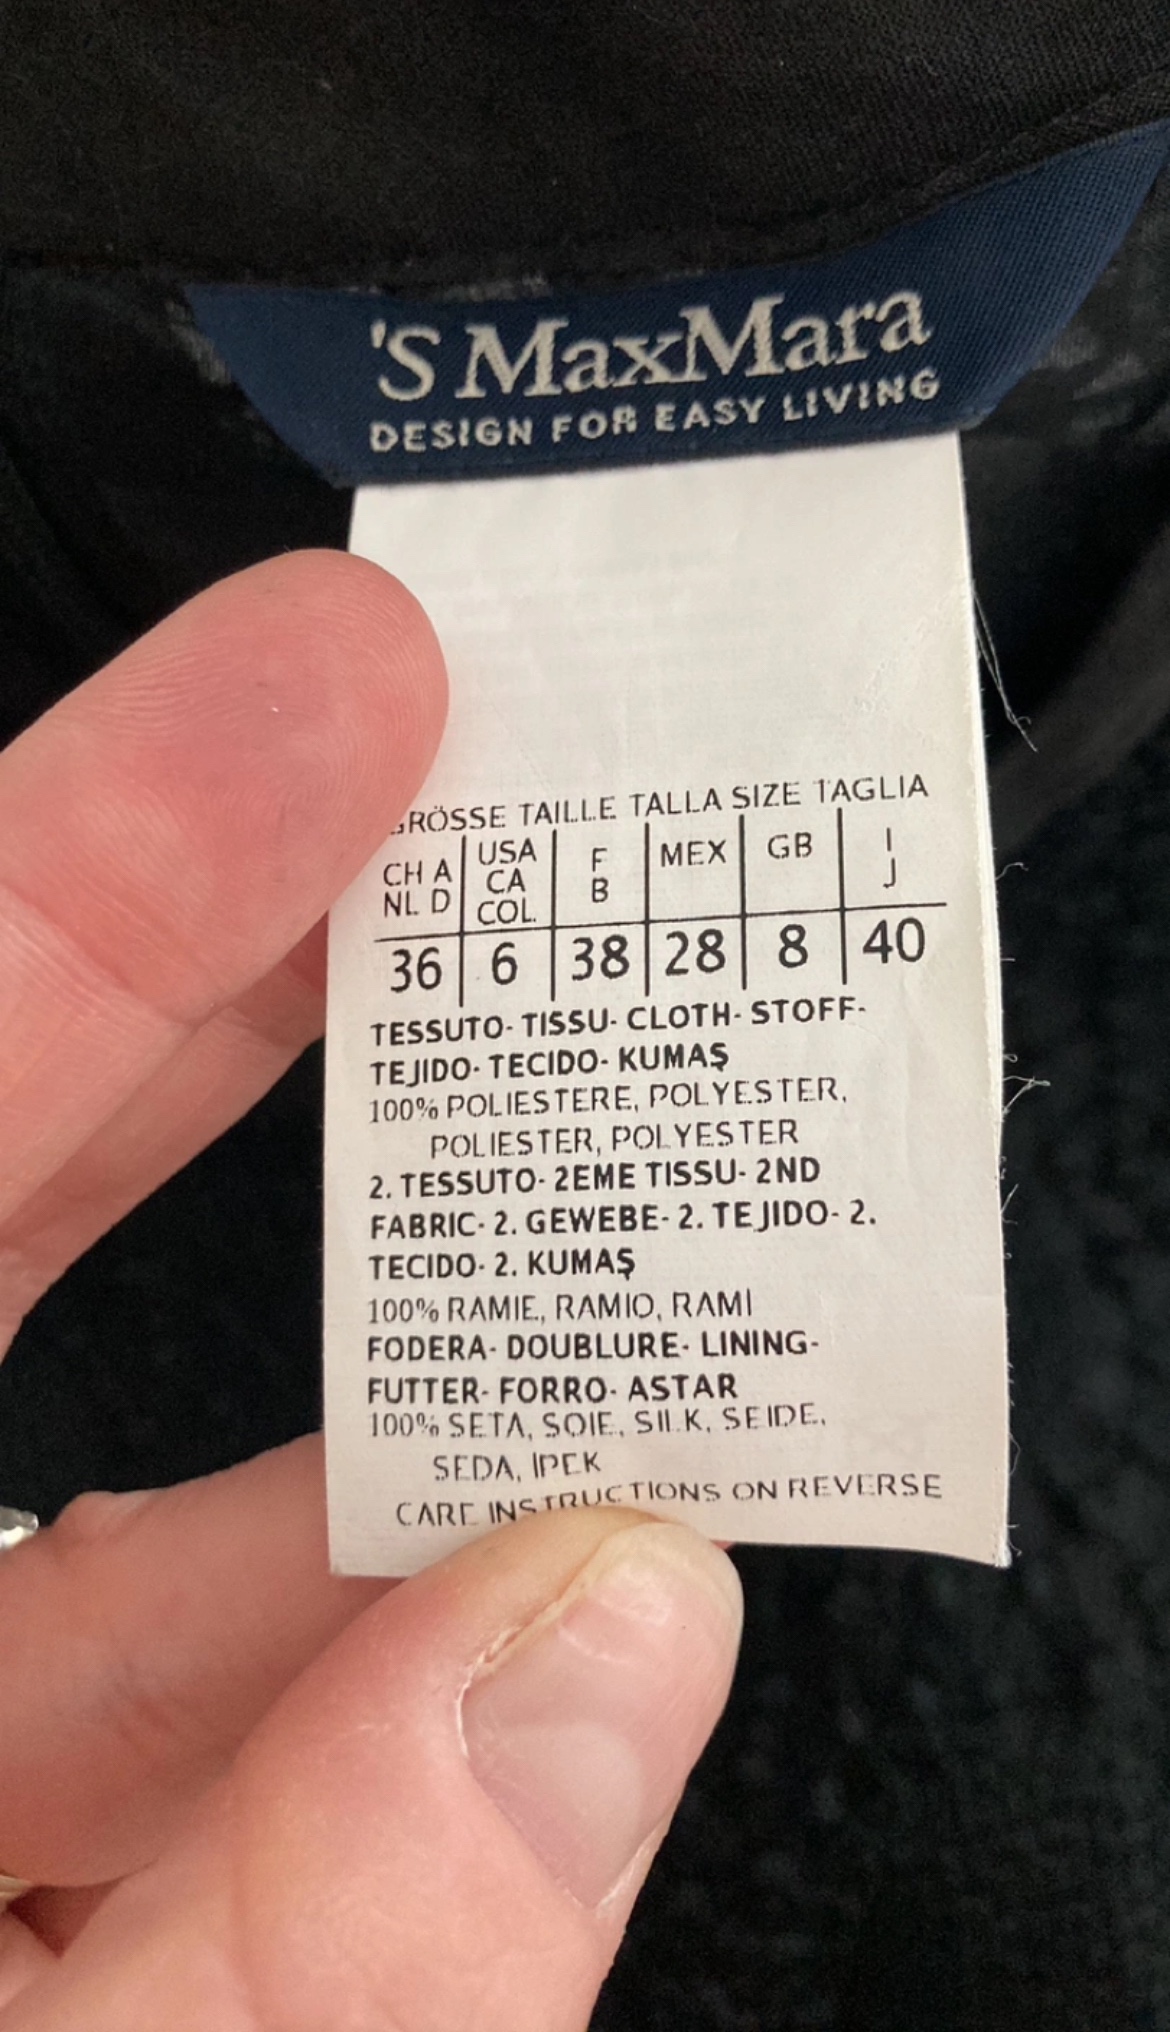 'S MaxMara
DESIGN FOR EASY LIVING
GRÖSSE TAILLE TALLA SIZE TAGLIA
CH A NL D USA CA COL. F B MEX GB I J
36 6 38 28 8 40
TESSUTO- TISSU- CLOTH- STOFF-
TEJIDO- TECIDO- KUMAŞ
100% POLIESTERE, POLYESTER,
POLIESTER, POLYESTER
2. TESSUTO- 2EME TISSU- 2ND
FABRIC- 2. GEWEBE- 2. TEJIDO- 2.
TECIDO- 2. KUMAŞ
100% RAMIE, RAMIO, RAMI
FODERA- DOUBLURE- LINING-
FUTTER- FORRO- ASTAR
100% SETA, SOIE, SILK, SEIDE,
SEDA, IPEK
CARE INSTRUCTIONS ON REVERSE